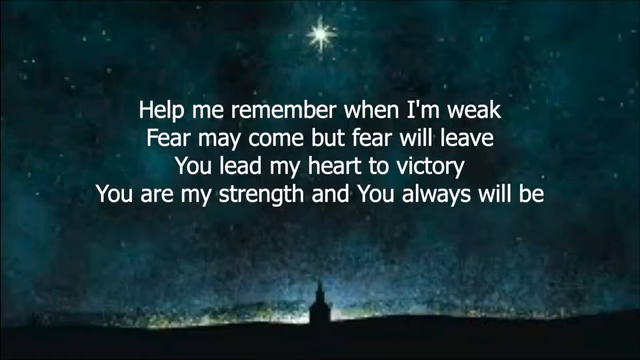 Help me remember when I'm weak
Fear may come but fear will leave
You lead my heart to victory
You are my strength and You always will be